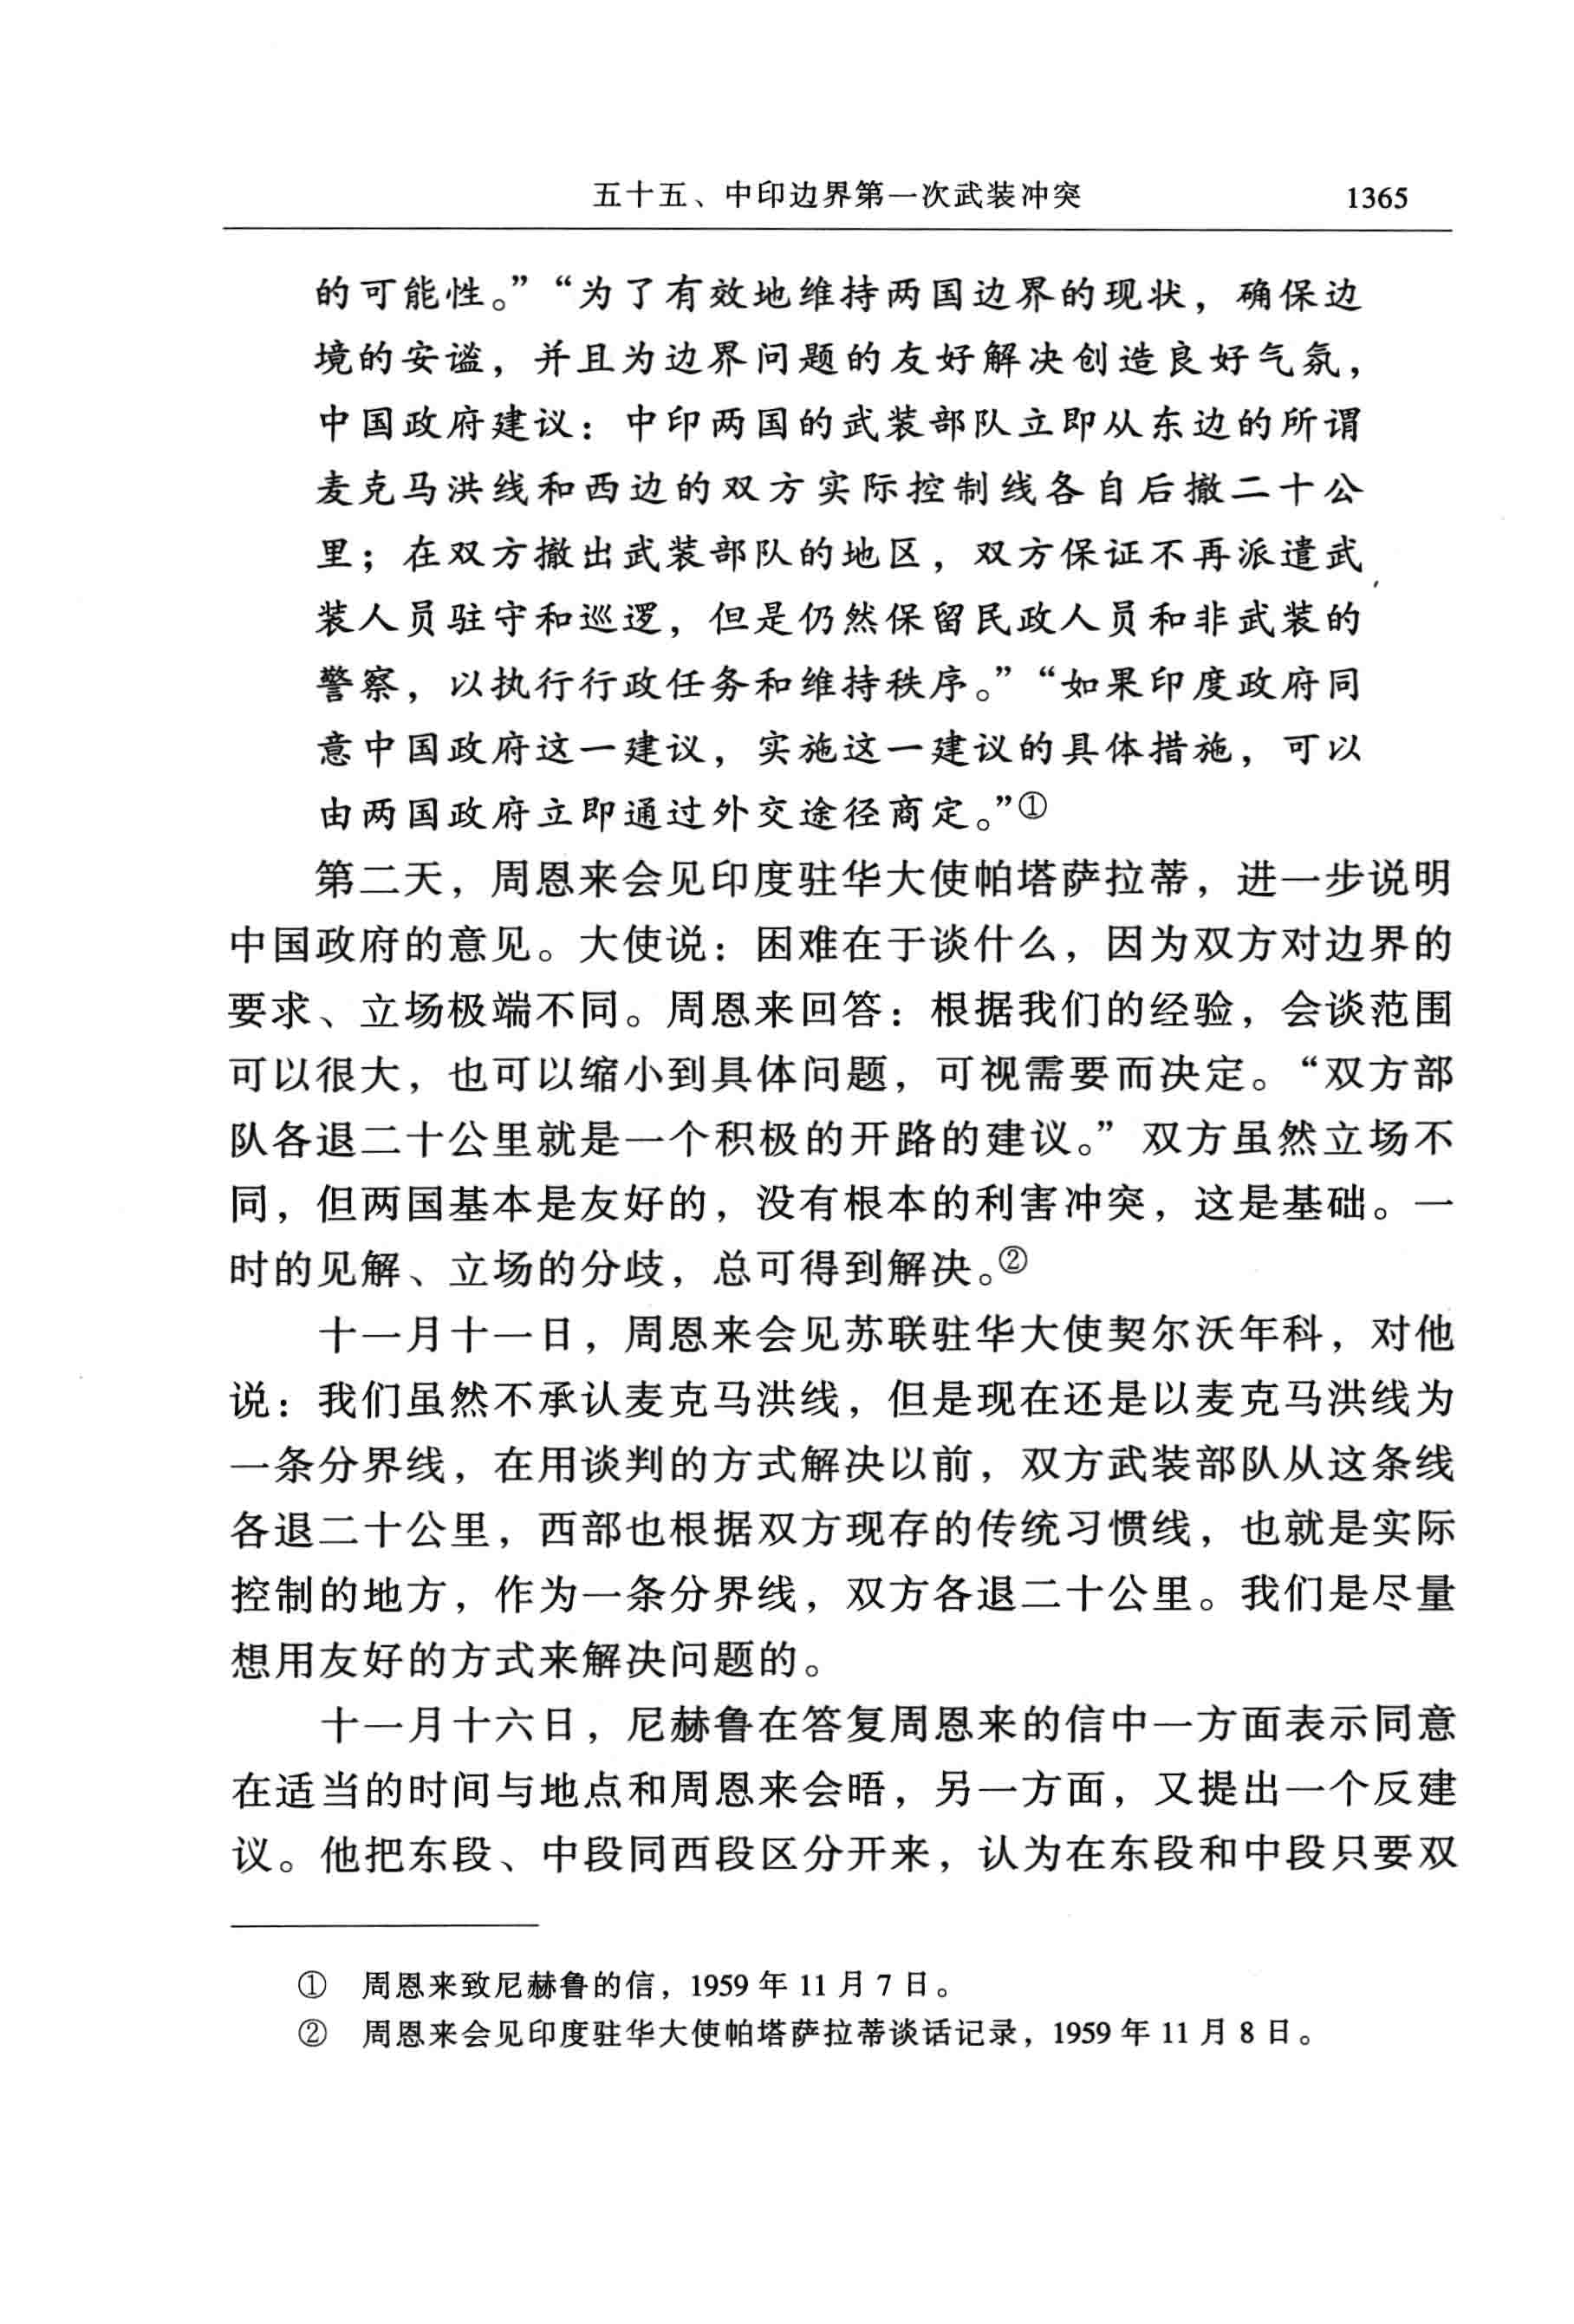 五十五、中印边界第一次武装冲突 1365
的可能性。”“为了有效地维持两国边界的现状，确保边
境的安谧，并且为边界问题的友好解决创造良好气氛，
中国政府建议：中印两国的武装部队立即从东边的所谓
麦克马洪线和西边的双方实际控制线各自后撤二十公
里；在双方撤出武装部队的地区，双方保证不再派遣武
装人员驻守和巡逻，但是仍然保留民政人员和非武装的
警察，以执行行政任务和维持秩序。”“如果印度政府同
意中国政府这一建议，实施这一建议的具体措施，可以
由两国政府立即通过外交途径商定。”①
第二天，周恩来会见印度驻华大使帕塔萨拉蒂，进一步说明
中国政府的意见。大使说：困难在于谈什么，因为双方对边界的
要求、立场极端不同。周恩来回答：根据我们的经验，会谈范围
可以很大，也可以缩小到具体问题，可视需要而决定。“双方部
队各退二十公里就是一个积极的开路的建议。”双方虽然立场不
同，但两国基本是友好的，没有根本的利害冲突，这是基础。一
时的见解、立场的分歧，总可得到解决。②
十一月十一日，周恩来会见苏联驻华大使契尔沃年科，对他
说：我们虽然不承认麦克马洪线，但是现在还是以麦克马洪线为
一条分界线，在用谈判的方式解决以前，双方武装部队从这条线
各退二十公里，西部也根据双方现存的传统习惯线，也就是实际
控制的地方，作为一条分界线，双方各退二十公里。我们是尽量
想用友好的方式来解决问题的。
十一月十六日，尼赫鲁在答复周恩来的信中一方面表示同意
在适当的时间与地点和周恩来会晤，另一方面，又提出一个反建
议。他把东段、中段同西段区分开来，认为在东段和中段只要双
① 周恩来致尼赫鲁的信，1959 年 11 月 7 日。
② 周恩来会见印度驻华大使帕塔萨拉蒂谈话记录，1959 年 11 月 8 日。